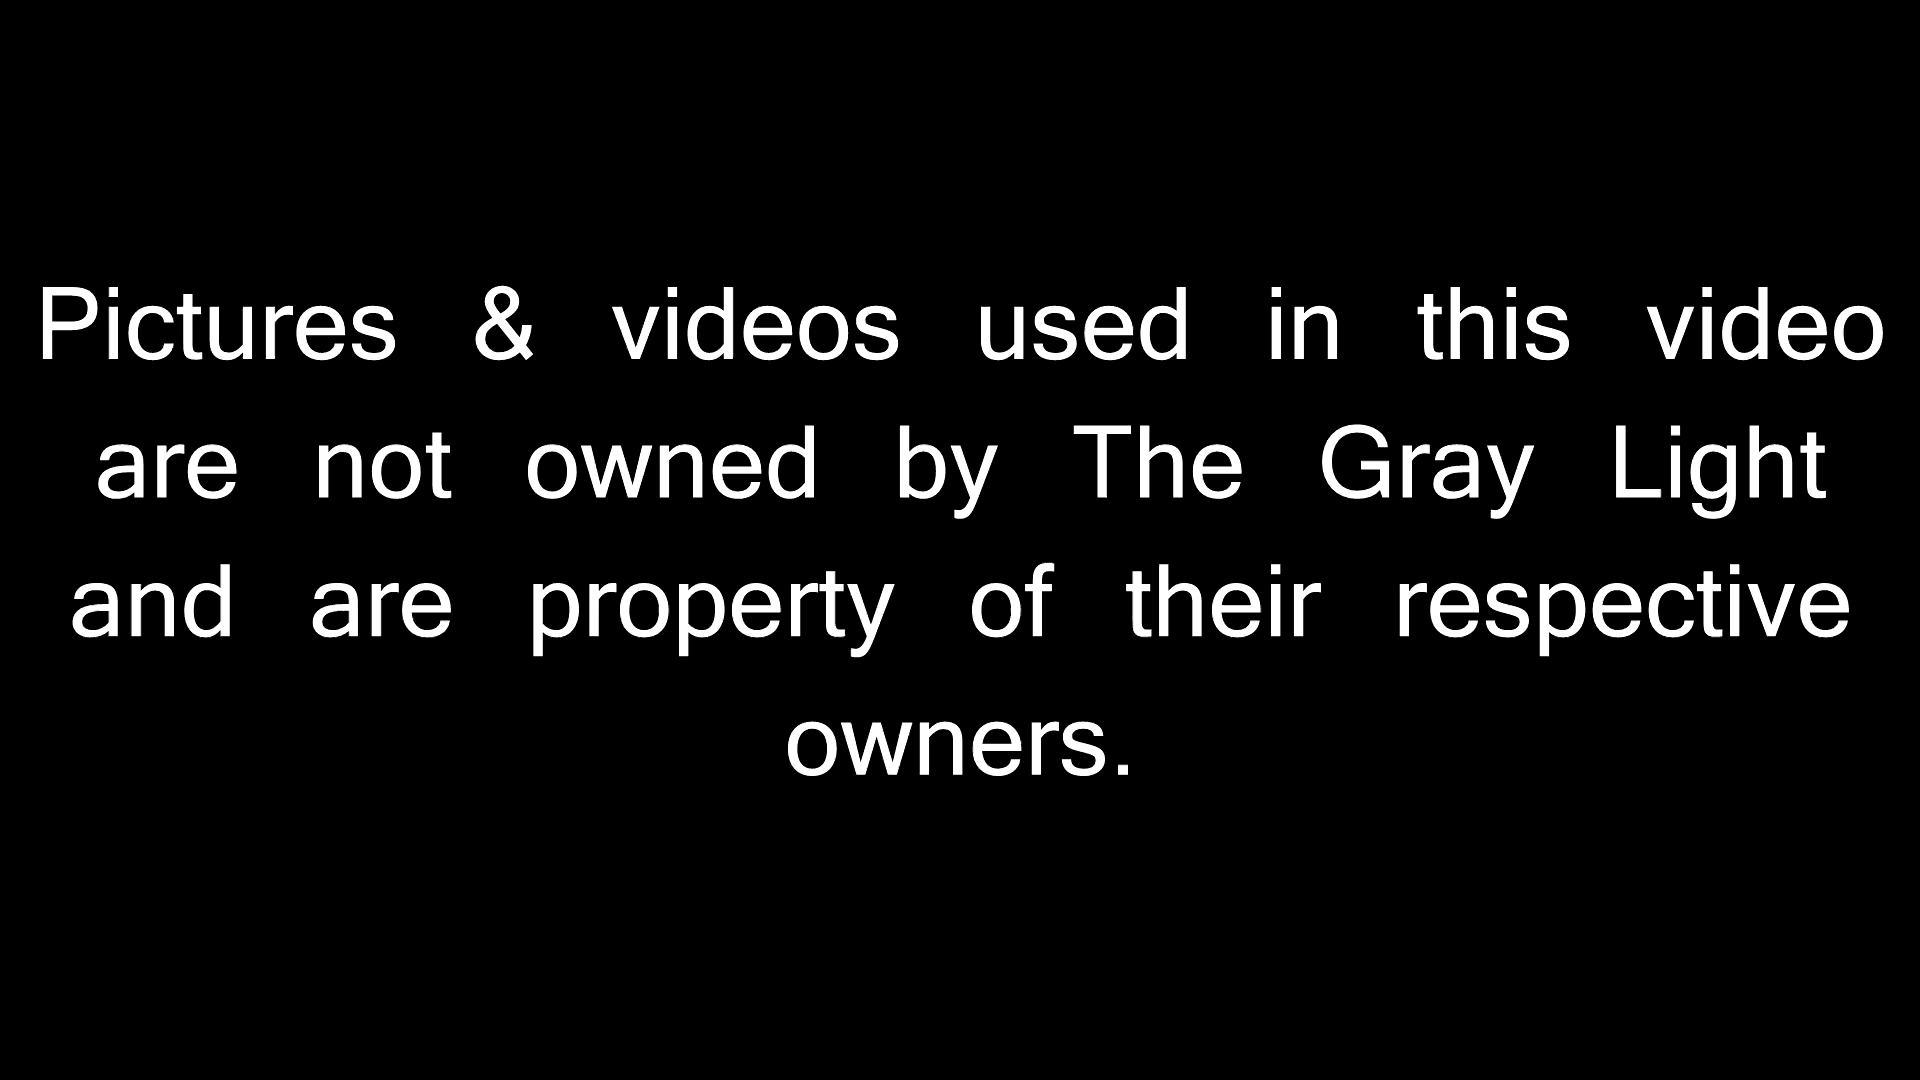 Pictures & videos used in this video
are not owned by The Gray Light
and are property of their respective
owners.